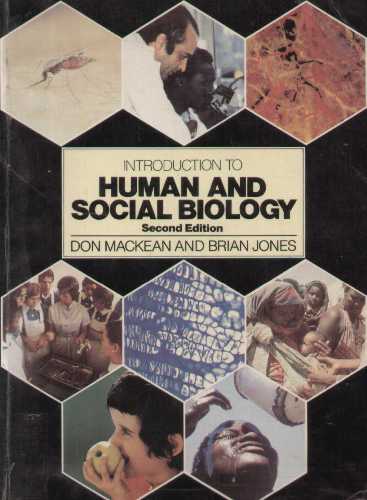 INTRODUCTION TO
HUMAN AND
SOCIAL BIOLOGY
Second Edition
DON MACKEAN AND BRIAN JONES